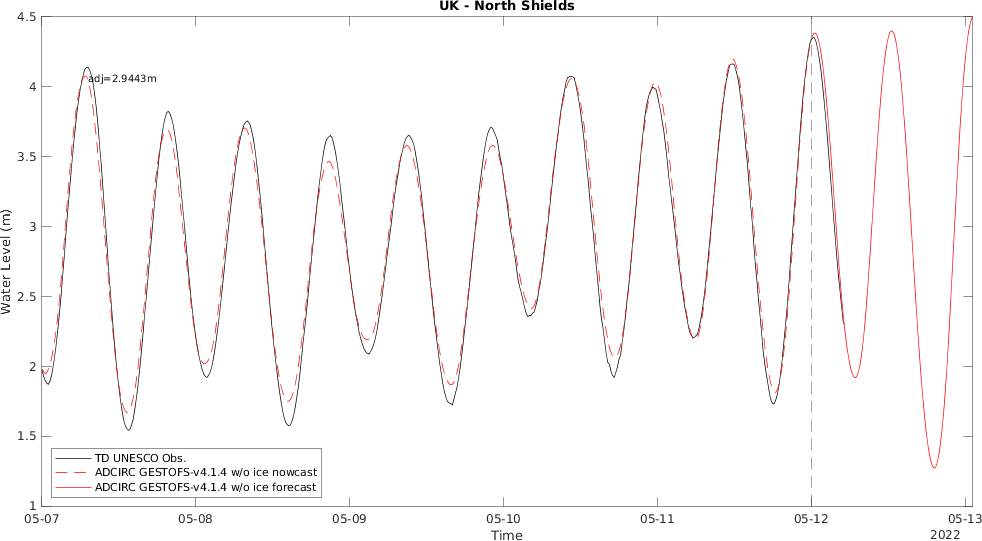 UK - North Shields
4.5
4
3.5
3
2.5
2
1.5
1
Water Level (m)
adj=2.9443m
TD UNESCO Obs.
ADCIRC GESTOFS-v4.1.4 w/o ice nowcast
ADCIRC GESTOFS-v4.1.4 w/o ice forecast
05-07 05-08 05-09 05-10 05-11 05-12 05-13
Time
2022